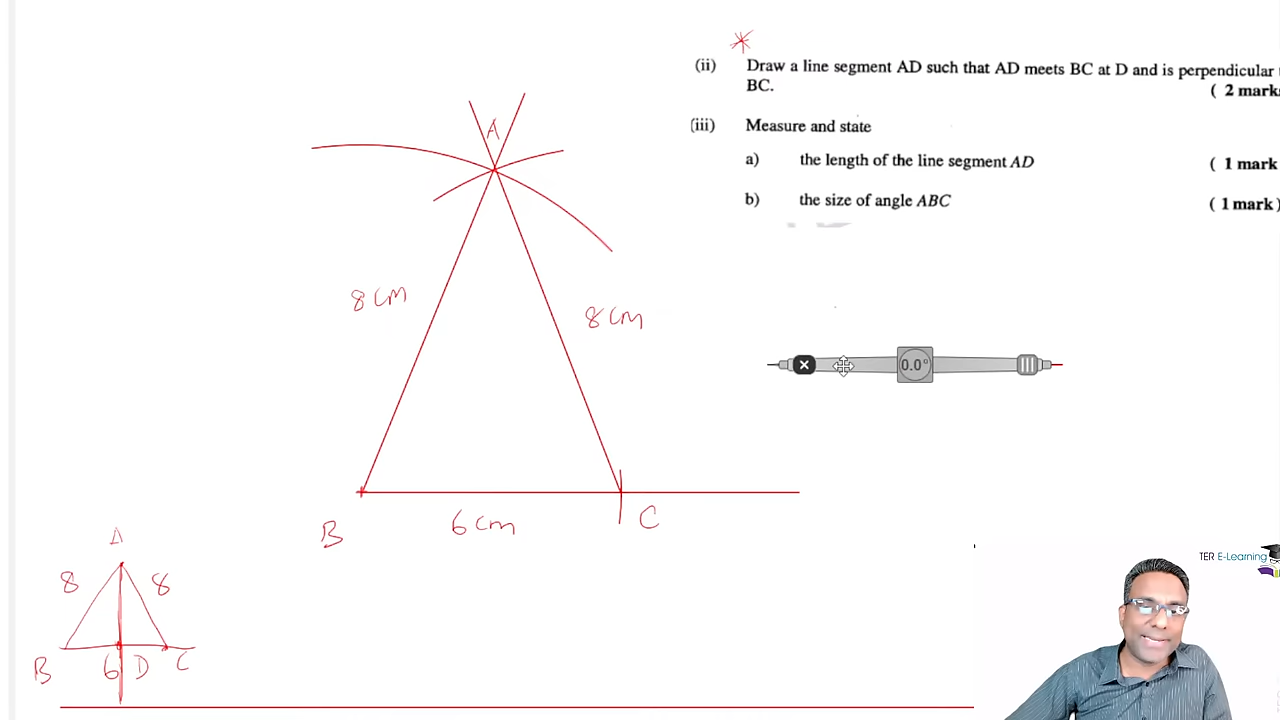 (ii) Draw a line segment AD such that AD meets BC at D and is perpendicular
BC.
( 2 mark
(iii) Measure and state
a) the length of the line segment AD
( 1 mark
b) the size of angle ABC
( 1 mark )
A
8 cm
8 cm
0.0°
6 cm
B
C
A
8
8
B
6
D
C
TER E-Learning